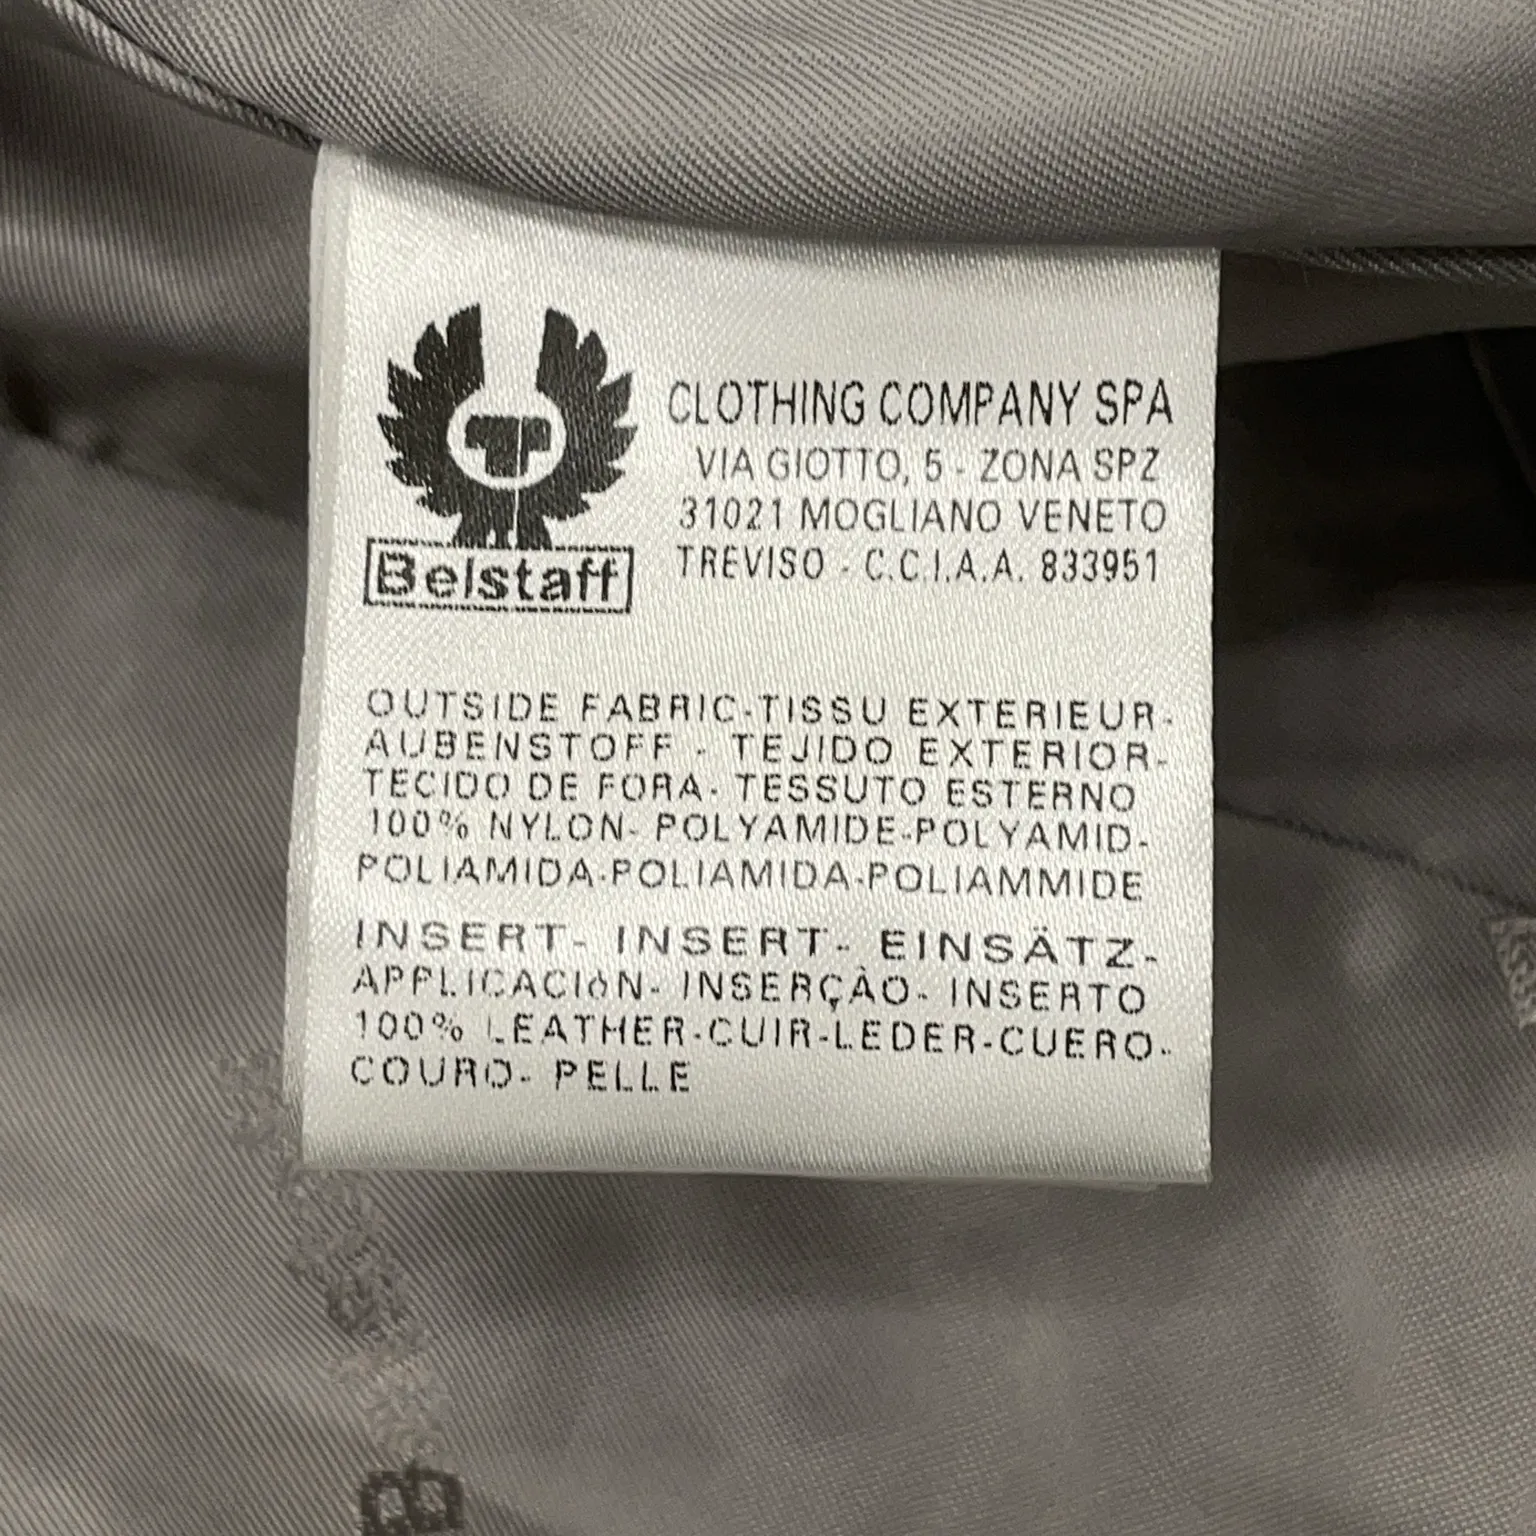 Belstaff
CLOTHING COMPANY SPA
VIA GIOTTO, 5 - ZONA SPZ
31021 MOGLIANO VENETO
TREVISO - C.C.I.A.A. 833951
OUTSIDE FABRIC-TISSU EXTERIEUR-
AUBENSTOFF - TEJIDO EXTERIOR-
TECIDO DE FORA- TESSUTO ESTERNO
100% NYLON- POLYAMIDE-POLYAMID-
POLIAMIDA-POLIAMIDA-POLIAMMIDE
INSERT- INSERT- EINSÄTZ-
APPLICACIòN- INSERÇÃO- INSERTO
100% LEATHER-CUIR-LEDER-CUERO-
COURO- PELLE